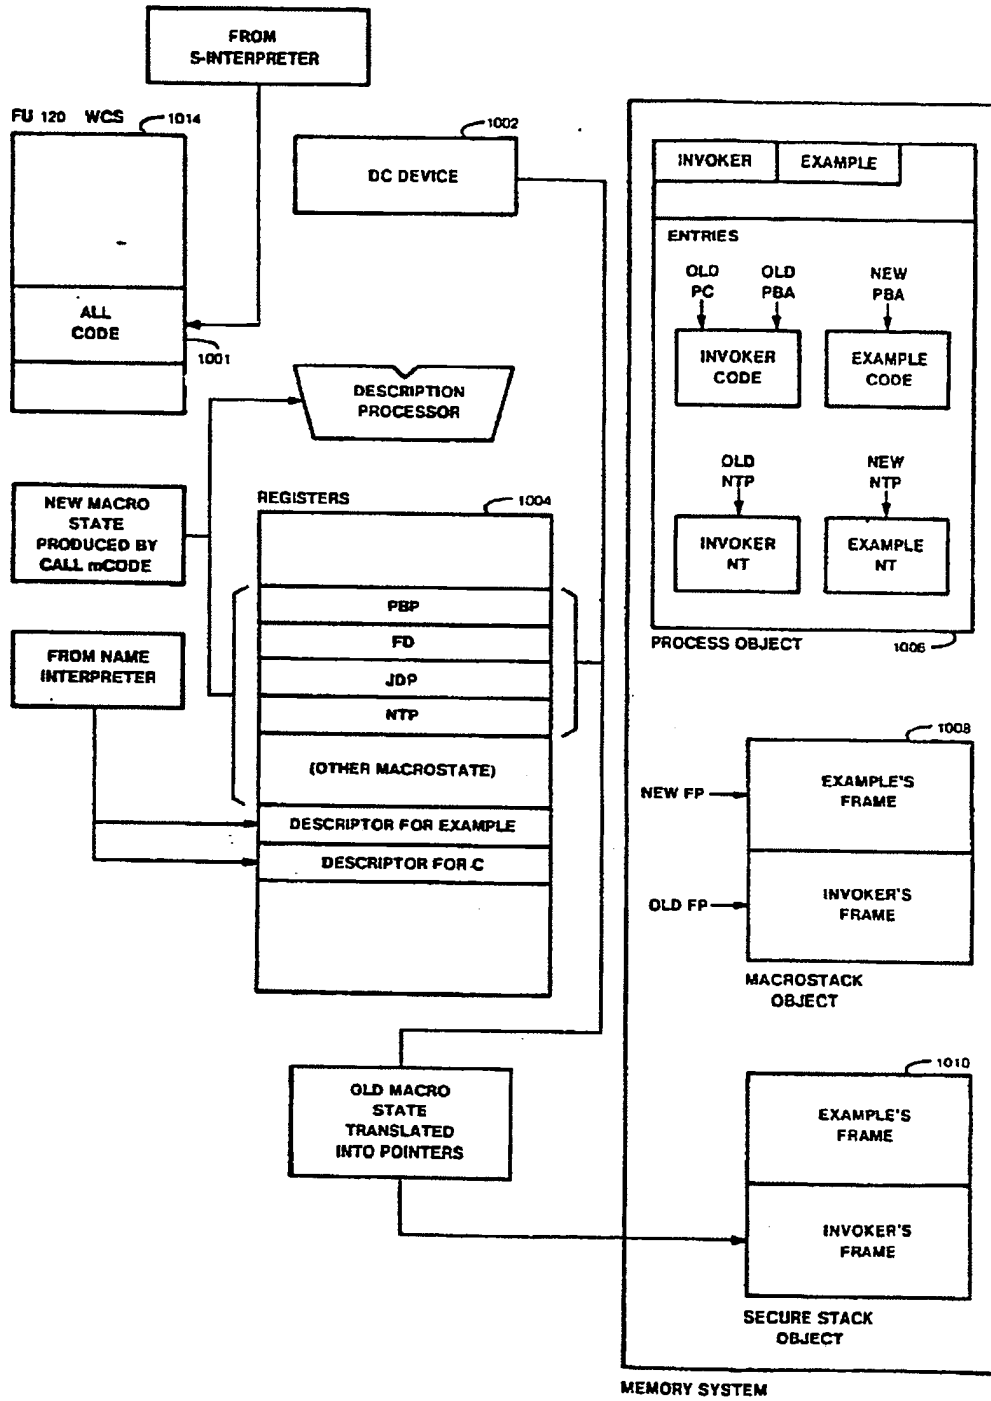 FROM
S-INTERPRETER
FU 120 WCS
1014
ALL
CODE
1001
1002
DC DEVICE
DESCRIPTION
PROCESSOR
NEW MACRO
STATE
PRODUCED BY
CALL mCODE
FROM NAME
INTERPRETER
REGISTERS
1004
PBP
FD
JDP
NTP
(OTHER MACROSTATE)
DESCRIPTOR FOR EXAMPLE
DESCRIPTOR FOR C
OLD MACRO
STATE
TRANSLATED
INTO POINTERS
INVOKER
EXAMPLE
ENTRIES
OLD
PC
OLD
PBA
NEW
PBA
INVOKER
CODE
EXAMPLE
CODE
OLD
NTP
NEW
NTP
INVOKER
NT
EXAMPLE
NT
PROCESS OBJECT
1006
1008
NEW FP
EXAMPLE'S
FRAME
OLD FP
INVOKER'S
FRAME
MACROSTACK
OBJECT
1010
EXAMPLE'S
FRAME
INVOKER'S
FRAME
SECURE STACK
OBJECT
MEMORY SYSTEM